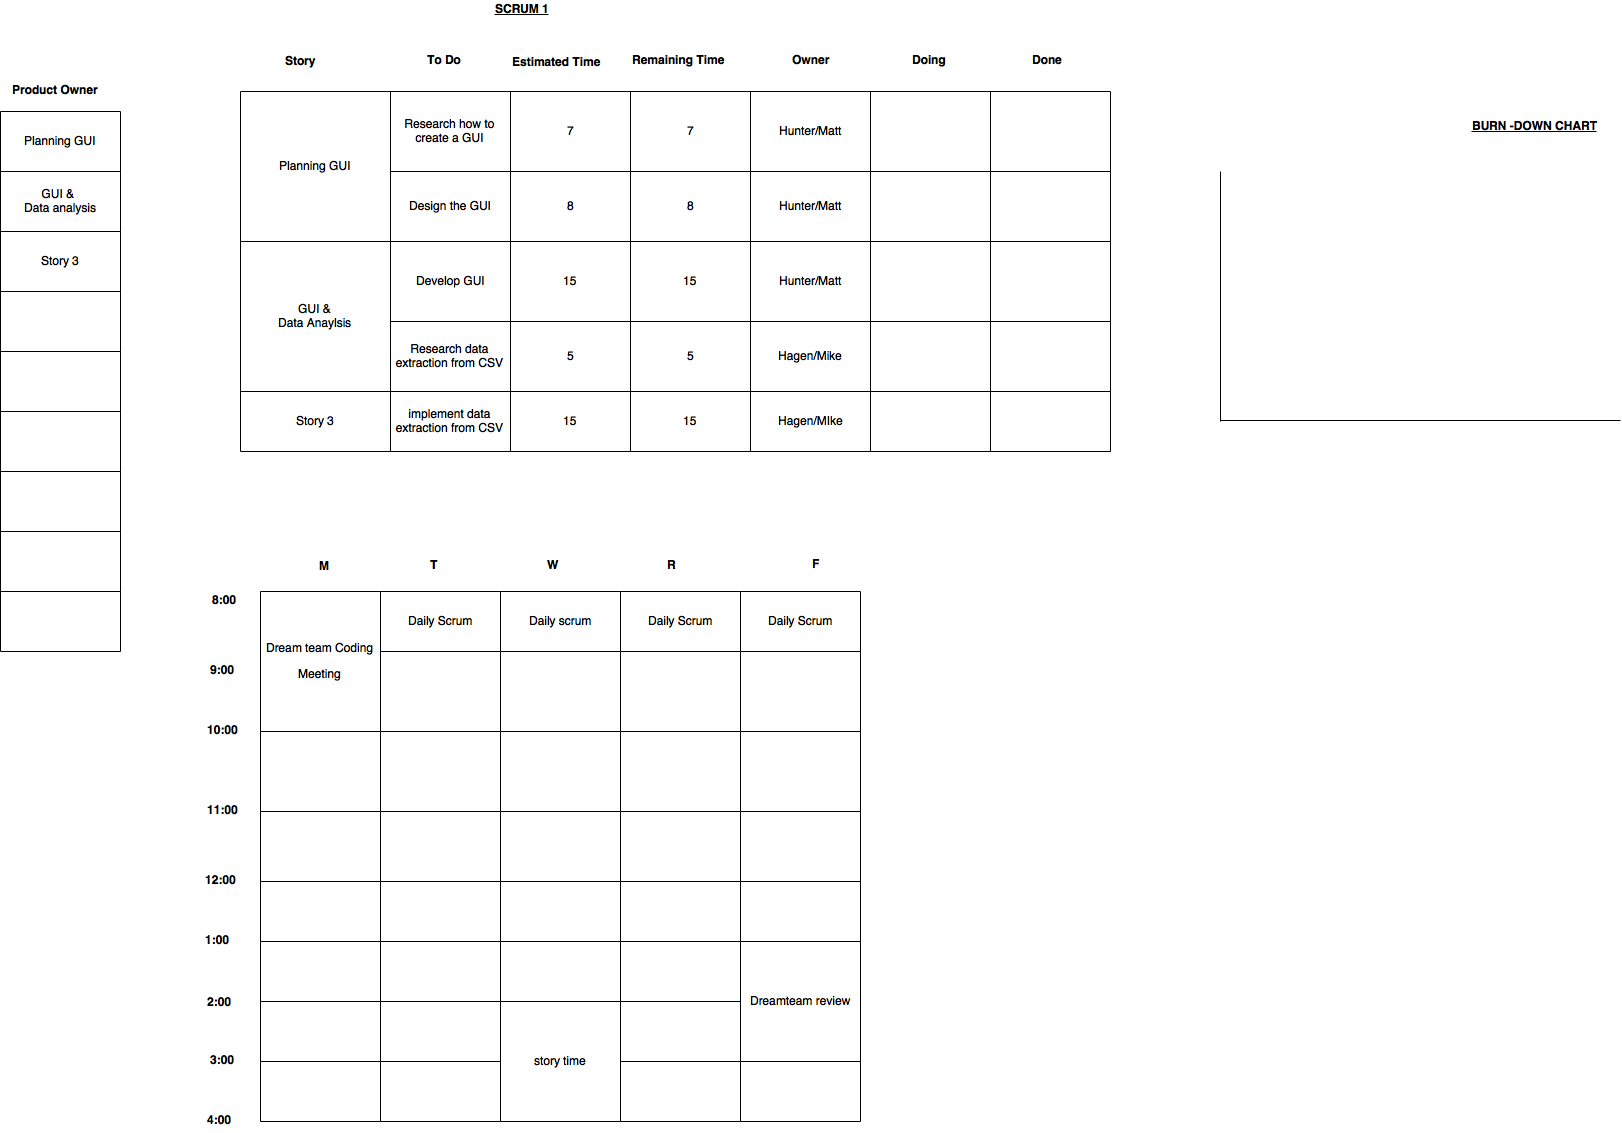 SCRUM 1
Story
To Do
Estimated Time
Remaining Time
Owner
Doing
Done
Product Owner
Planning GUI
GUI &
Data analysis
Story 3
Planning GUI
Research how to
create a GUI
7
7
Hunter/Matt
Design the GUI
8
8
Hunter/Matt
GUI &
Data Anaylsis
Develop GUI
15
15
Hunter/Matt
Research data
extraction from CSV
5
5
Hagen/Mike
Story 3
implement data
extraction from CSV
15
15
Hagen/MIke
BURN -DOWN CHART
M
T
W
R
F
8:00
Dream team Coding
Meeting
Daily Scrum
Daily scrum
Daily Scrum
Daily Scrum
9:00
10:00
11:00
12:00
1:00
2:00
Dreamteam review
3:00
story time
4:00